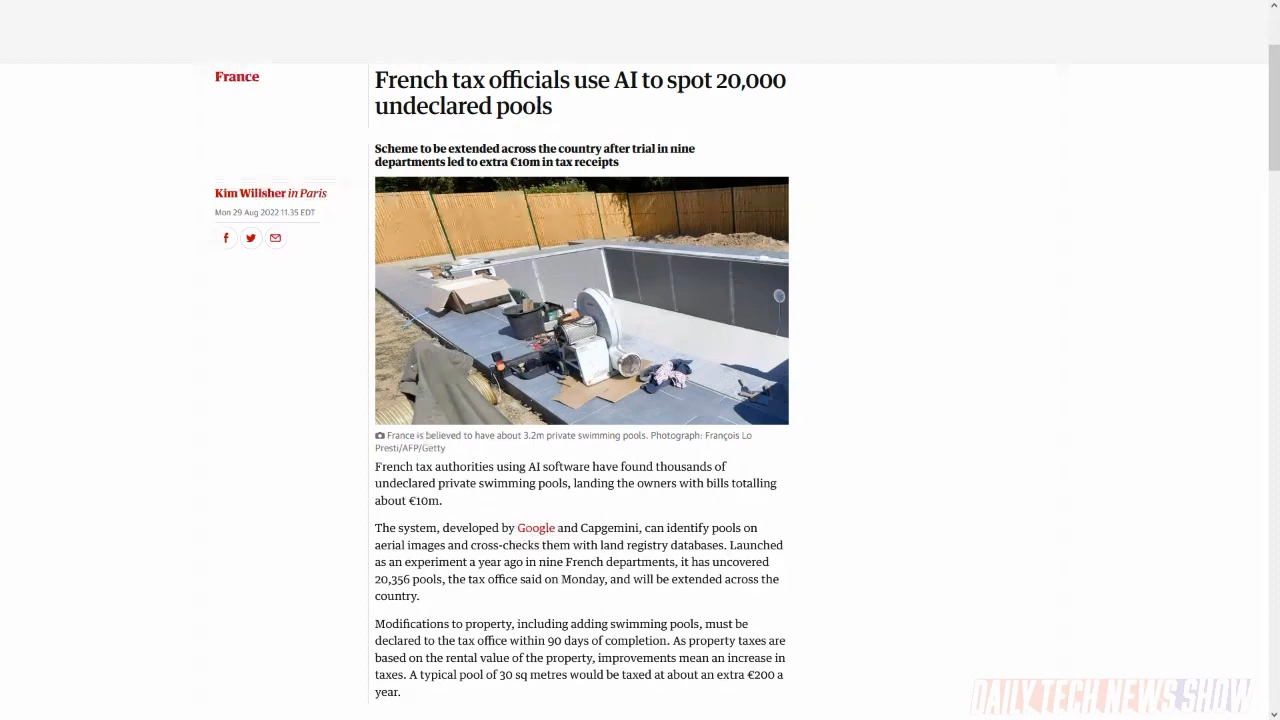 France
French tax officials use AI to spot 20,000
undeclared pools
Scheme to be extended across the country after trial in nine
departments led to extra €10m in tax receipts
Kim Willsher in Paris
Mon 29 Aug 2022 11.35 EDT
France is believed to have about 3.2m private swimming pools. Photograph: François Lo
Presti/AFP/Getty
French tax authorities using AI software have found thousands of
undeclared private swimming pools, landing the owners with bills totalling
about €10m.
The system, developed by Google and Capgemini, can identify pools on
aerial images and cross-checks them with land registry databases. Launched
as an experiment a year ago in nine French departments, it has uncovered
20,356 pools, the tax office said on Monday, and will be extended across the
country.
Modifications to property, including adding swimming pools, must be
declared to the tax office within 90 days of completion. As property taxes are
based on the rental value of the property, improvements mean an increase in
taxes. A typical pool of 30 sq metres would be taxed at about an extra €200 a
year.
DAILY TECH NEWS SHOW